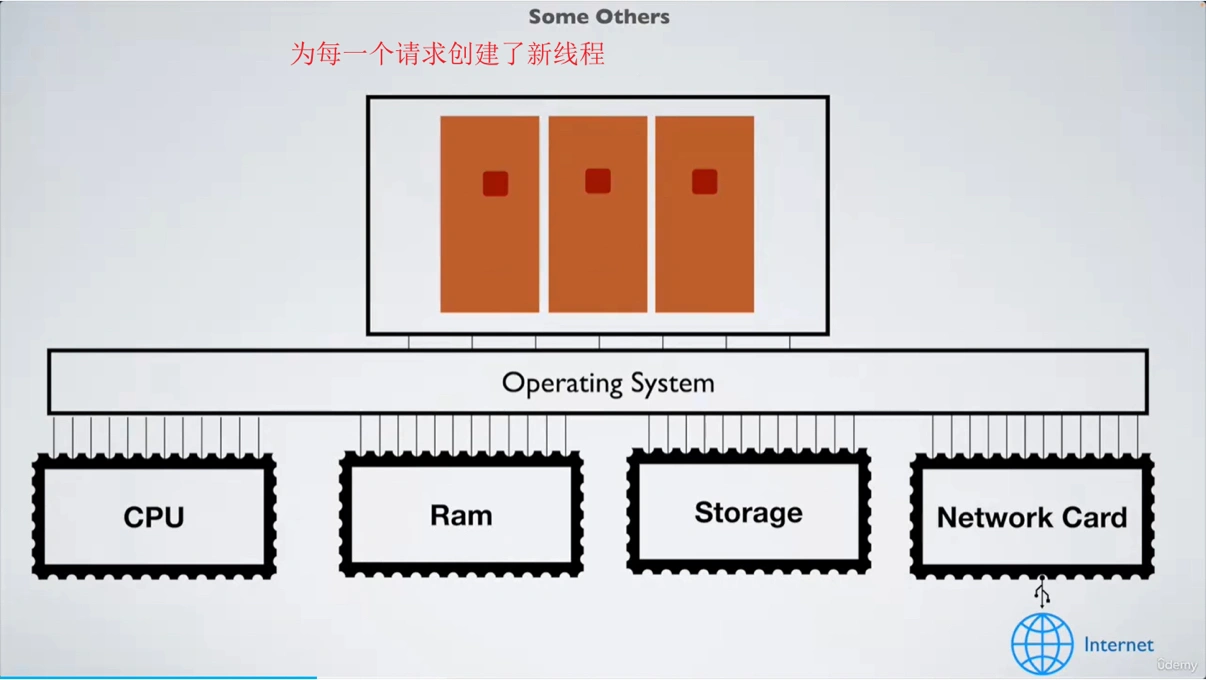 Some Others
为每一个请求创建了新线程
Operating System
CPU
Ram
Storage
Network Card
Internet
ûdemy